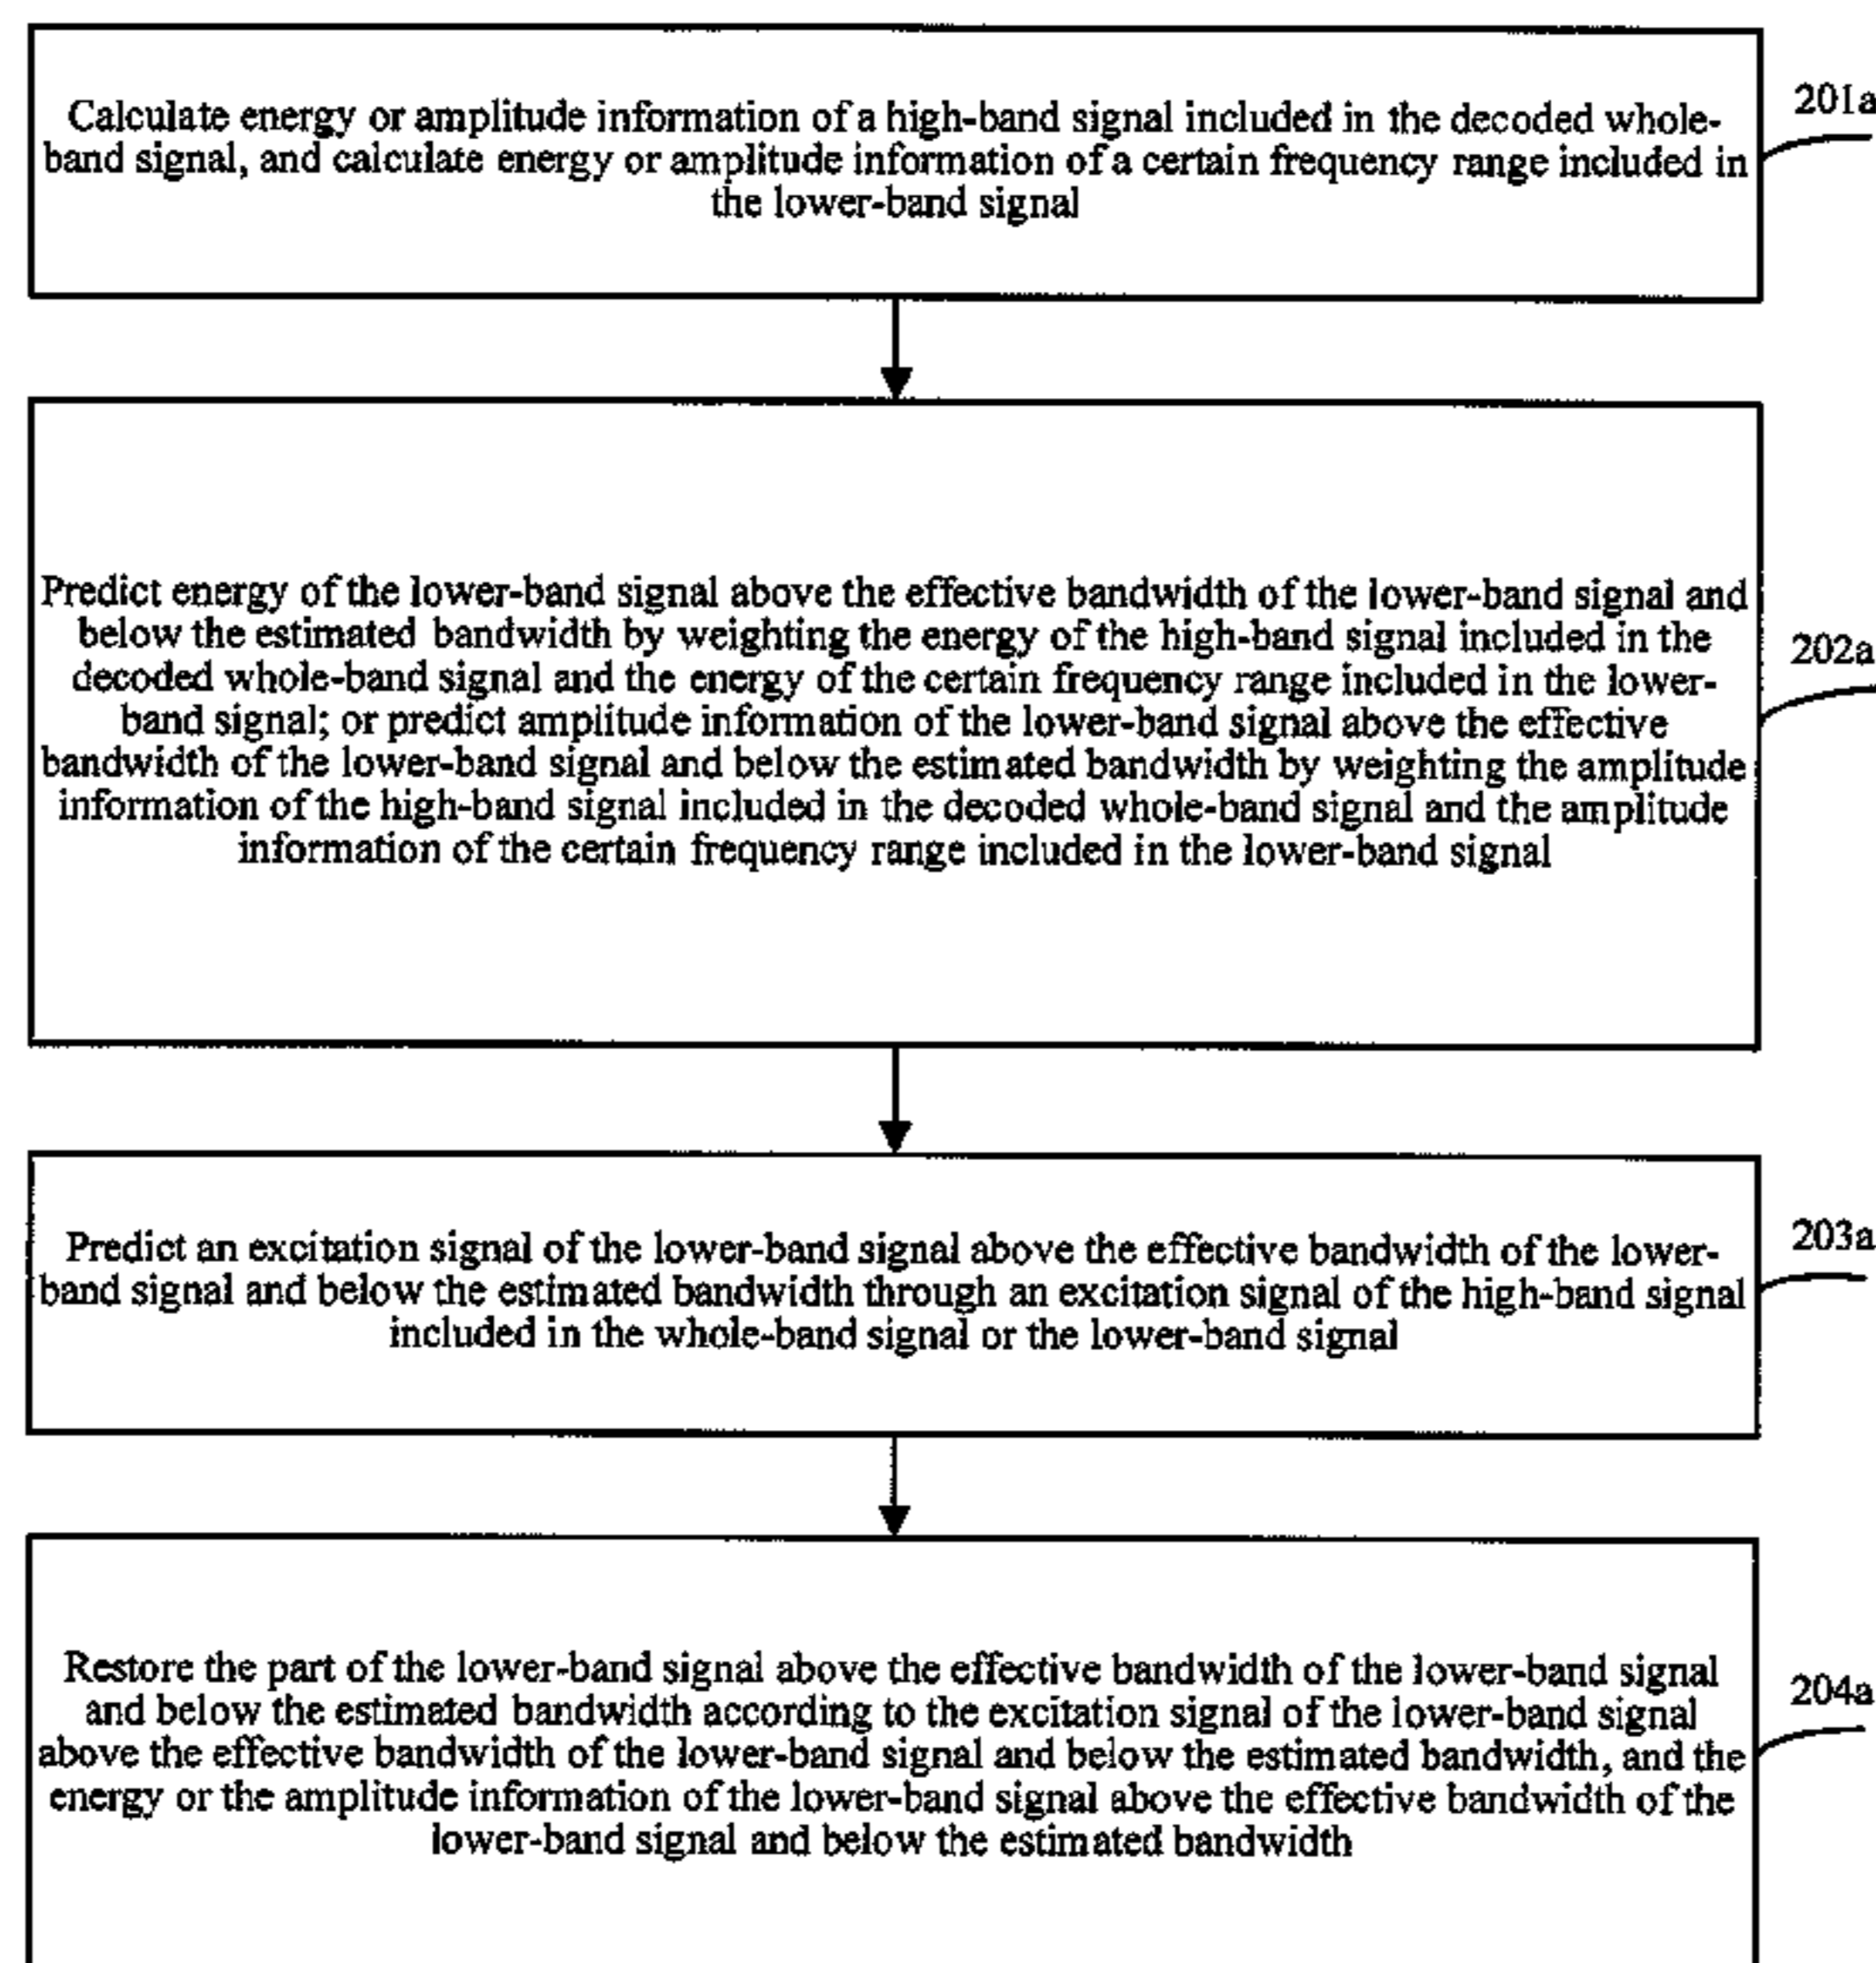 Calculate energy or amplitude information of a high-band signal included in the decoded whole-
band signal, and calculate energy or amplitude information of a certain frequency range included in
the lower-band signal
201a
Predict energy of the lower-band signal above the effective bandwidth of the lower-band signal and
below the estimated bandwidth by weighting the energy of the high-band signal included in the
decoded whole-band signal and the energy of the certain frequency range included in the lower-
band signal; or predict amplitude information of the lower-band signal above the effective
bandwidth of the lower-band signal and below the estimated bandwidth by weighting the amplitude
information of the high-band signal included in the decoded whole-band signal and the amplitude
information of the certain frequency range included in the lower-band signal
202a
Predict an excitation signal of the lower-band signal above the effective bandwidth of the lower-
band signal and below the estimated bandwidth through an excitation signal of the high-band signal
included in the whole-band signal or the lower-band signal
203a
Restore the part of the lower-band signal above the effective bandwidth of the lower-band signal
and below the estimated bandwidth according to the excitation signal of the lower-band signal
above the effective bandwidth of the lower-band signal and below the estimated bandwidth, and the
energy or the amplitude information of the lower-band signal above the effective bandwidth of the
lower-band signal and below the estimated bandwidth
204a